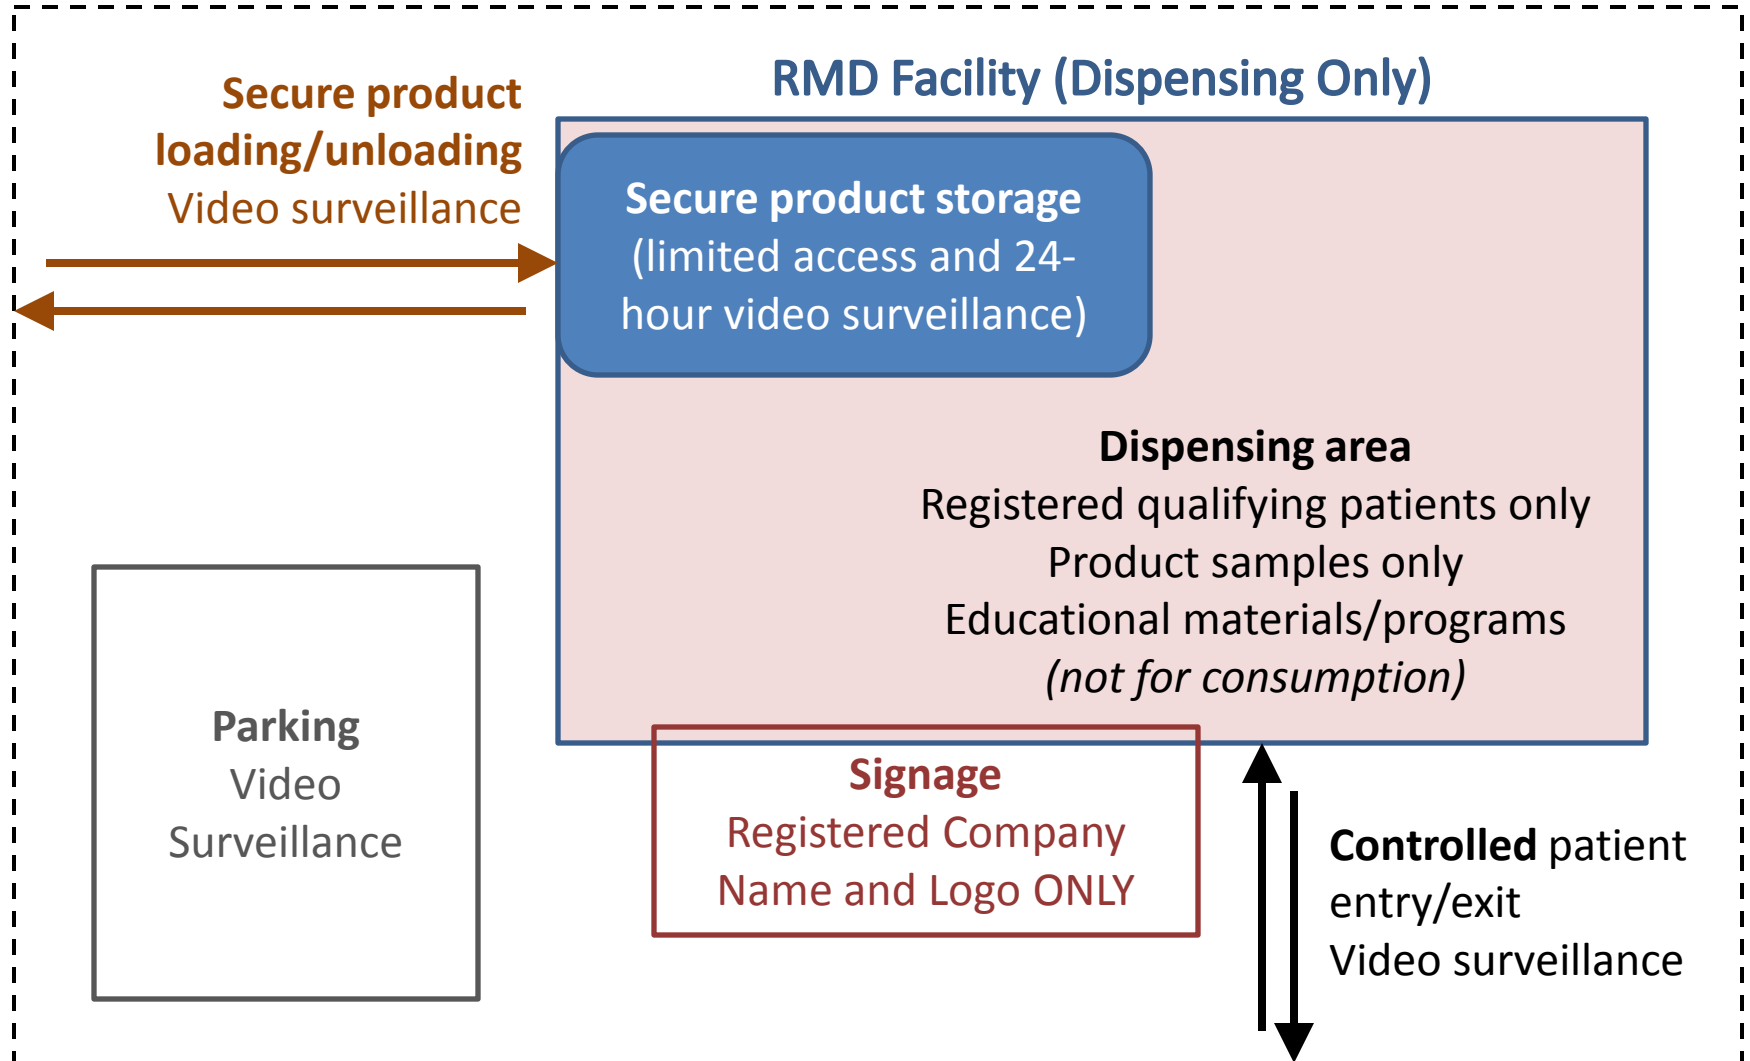 RMD Facility (Dispensing Only)
Secure product
loading/unloading
Video surveillance
Secure product storage
(limited access and 24-
hour video surveillance)
Dispensing area
Registered qualifying patients only
Product samples only
Educational materials/programs
(not for consumption)
Parking
Video
Surveillance
Signage
Registered Company
Name and Logo ONLY
Controlled patient
entry/exit
Video surveillance